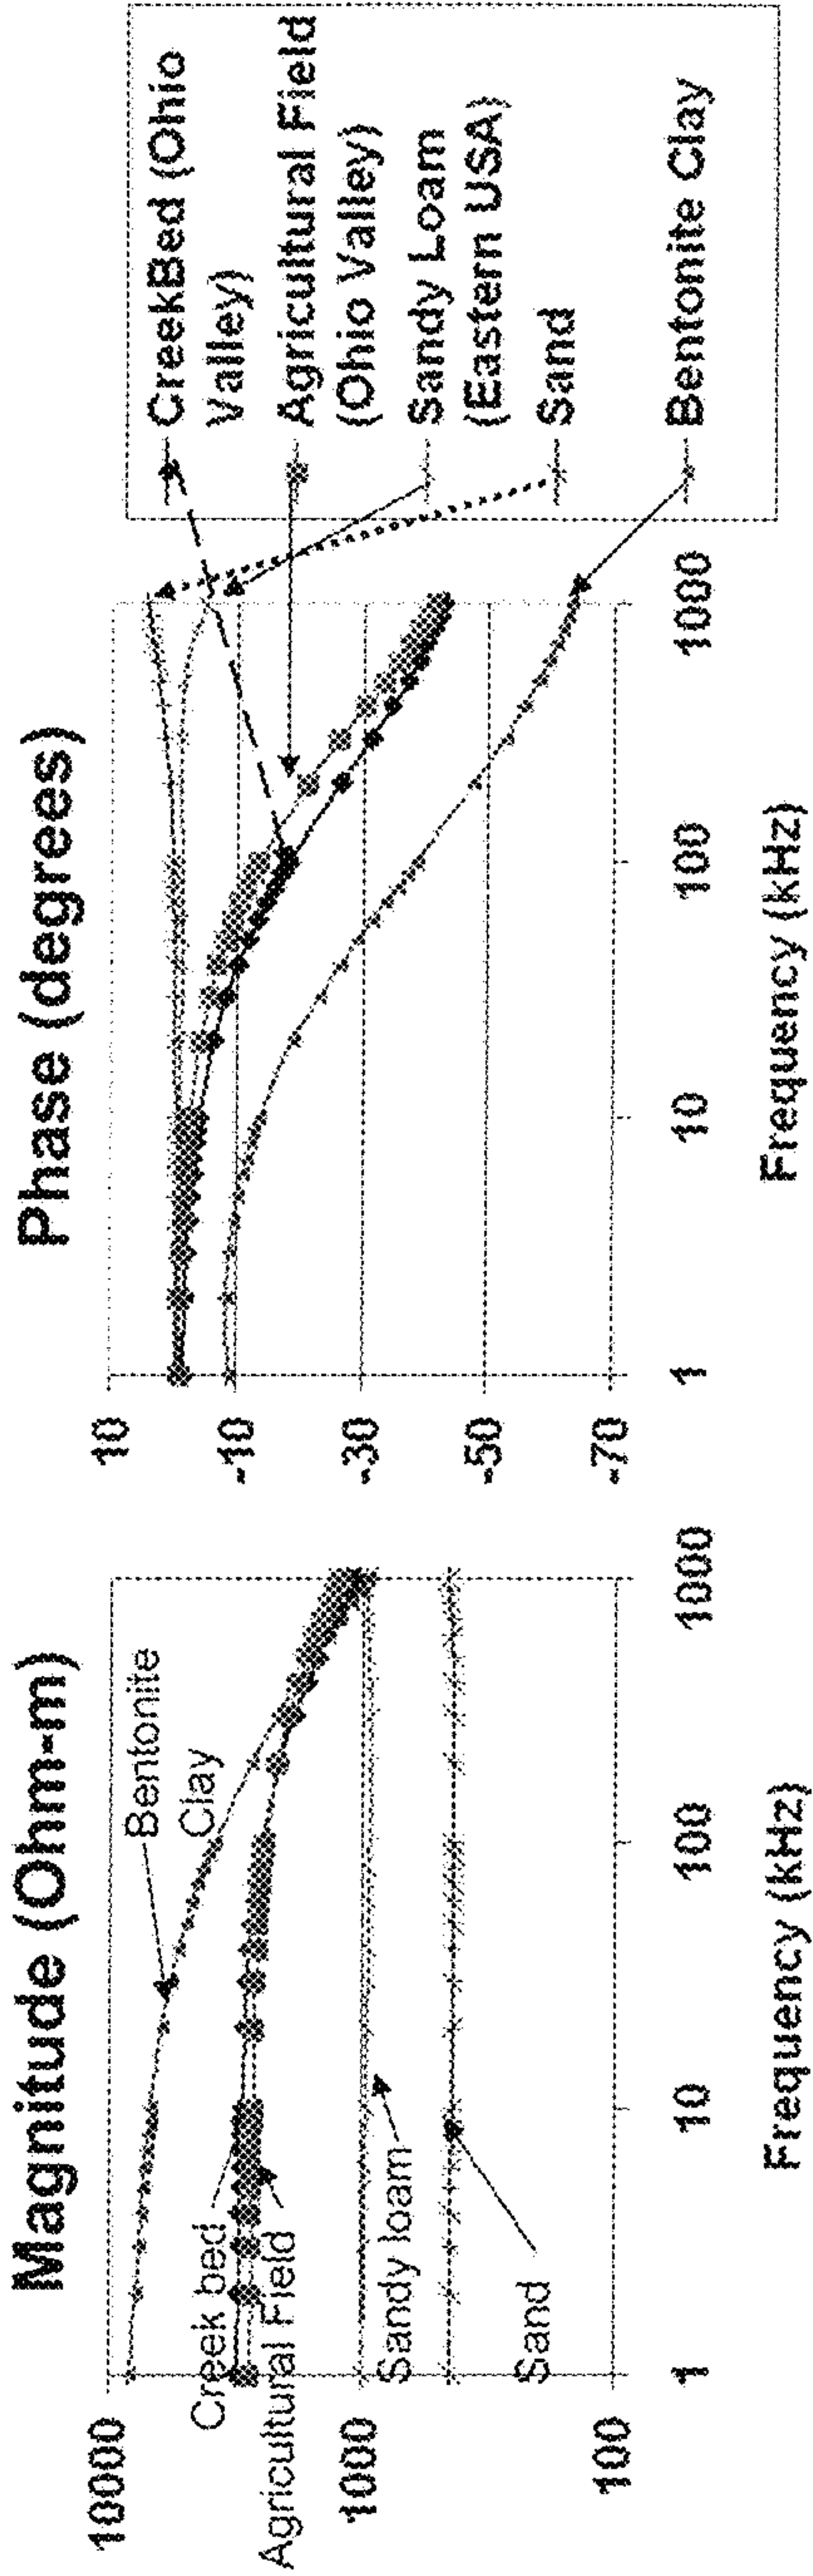 Magnitude (Ohm-m)
10000
1000
100
Bentonite
Clay
Creek bed
Agricultural Field
Sandy loam
Sand
1
10
100
1000
Frequency (kHz)
Phase (degrees)
10
-10
-30
-50
-70
1
10
100
1000
Frequency (kHz)
CreekBed (Ohio
Valley)
Agricultural Field
(Ohio Valley)
Sandy Loam
(Eastern USA)
Sand
Bentonite Clay